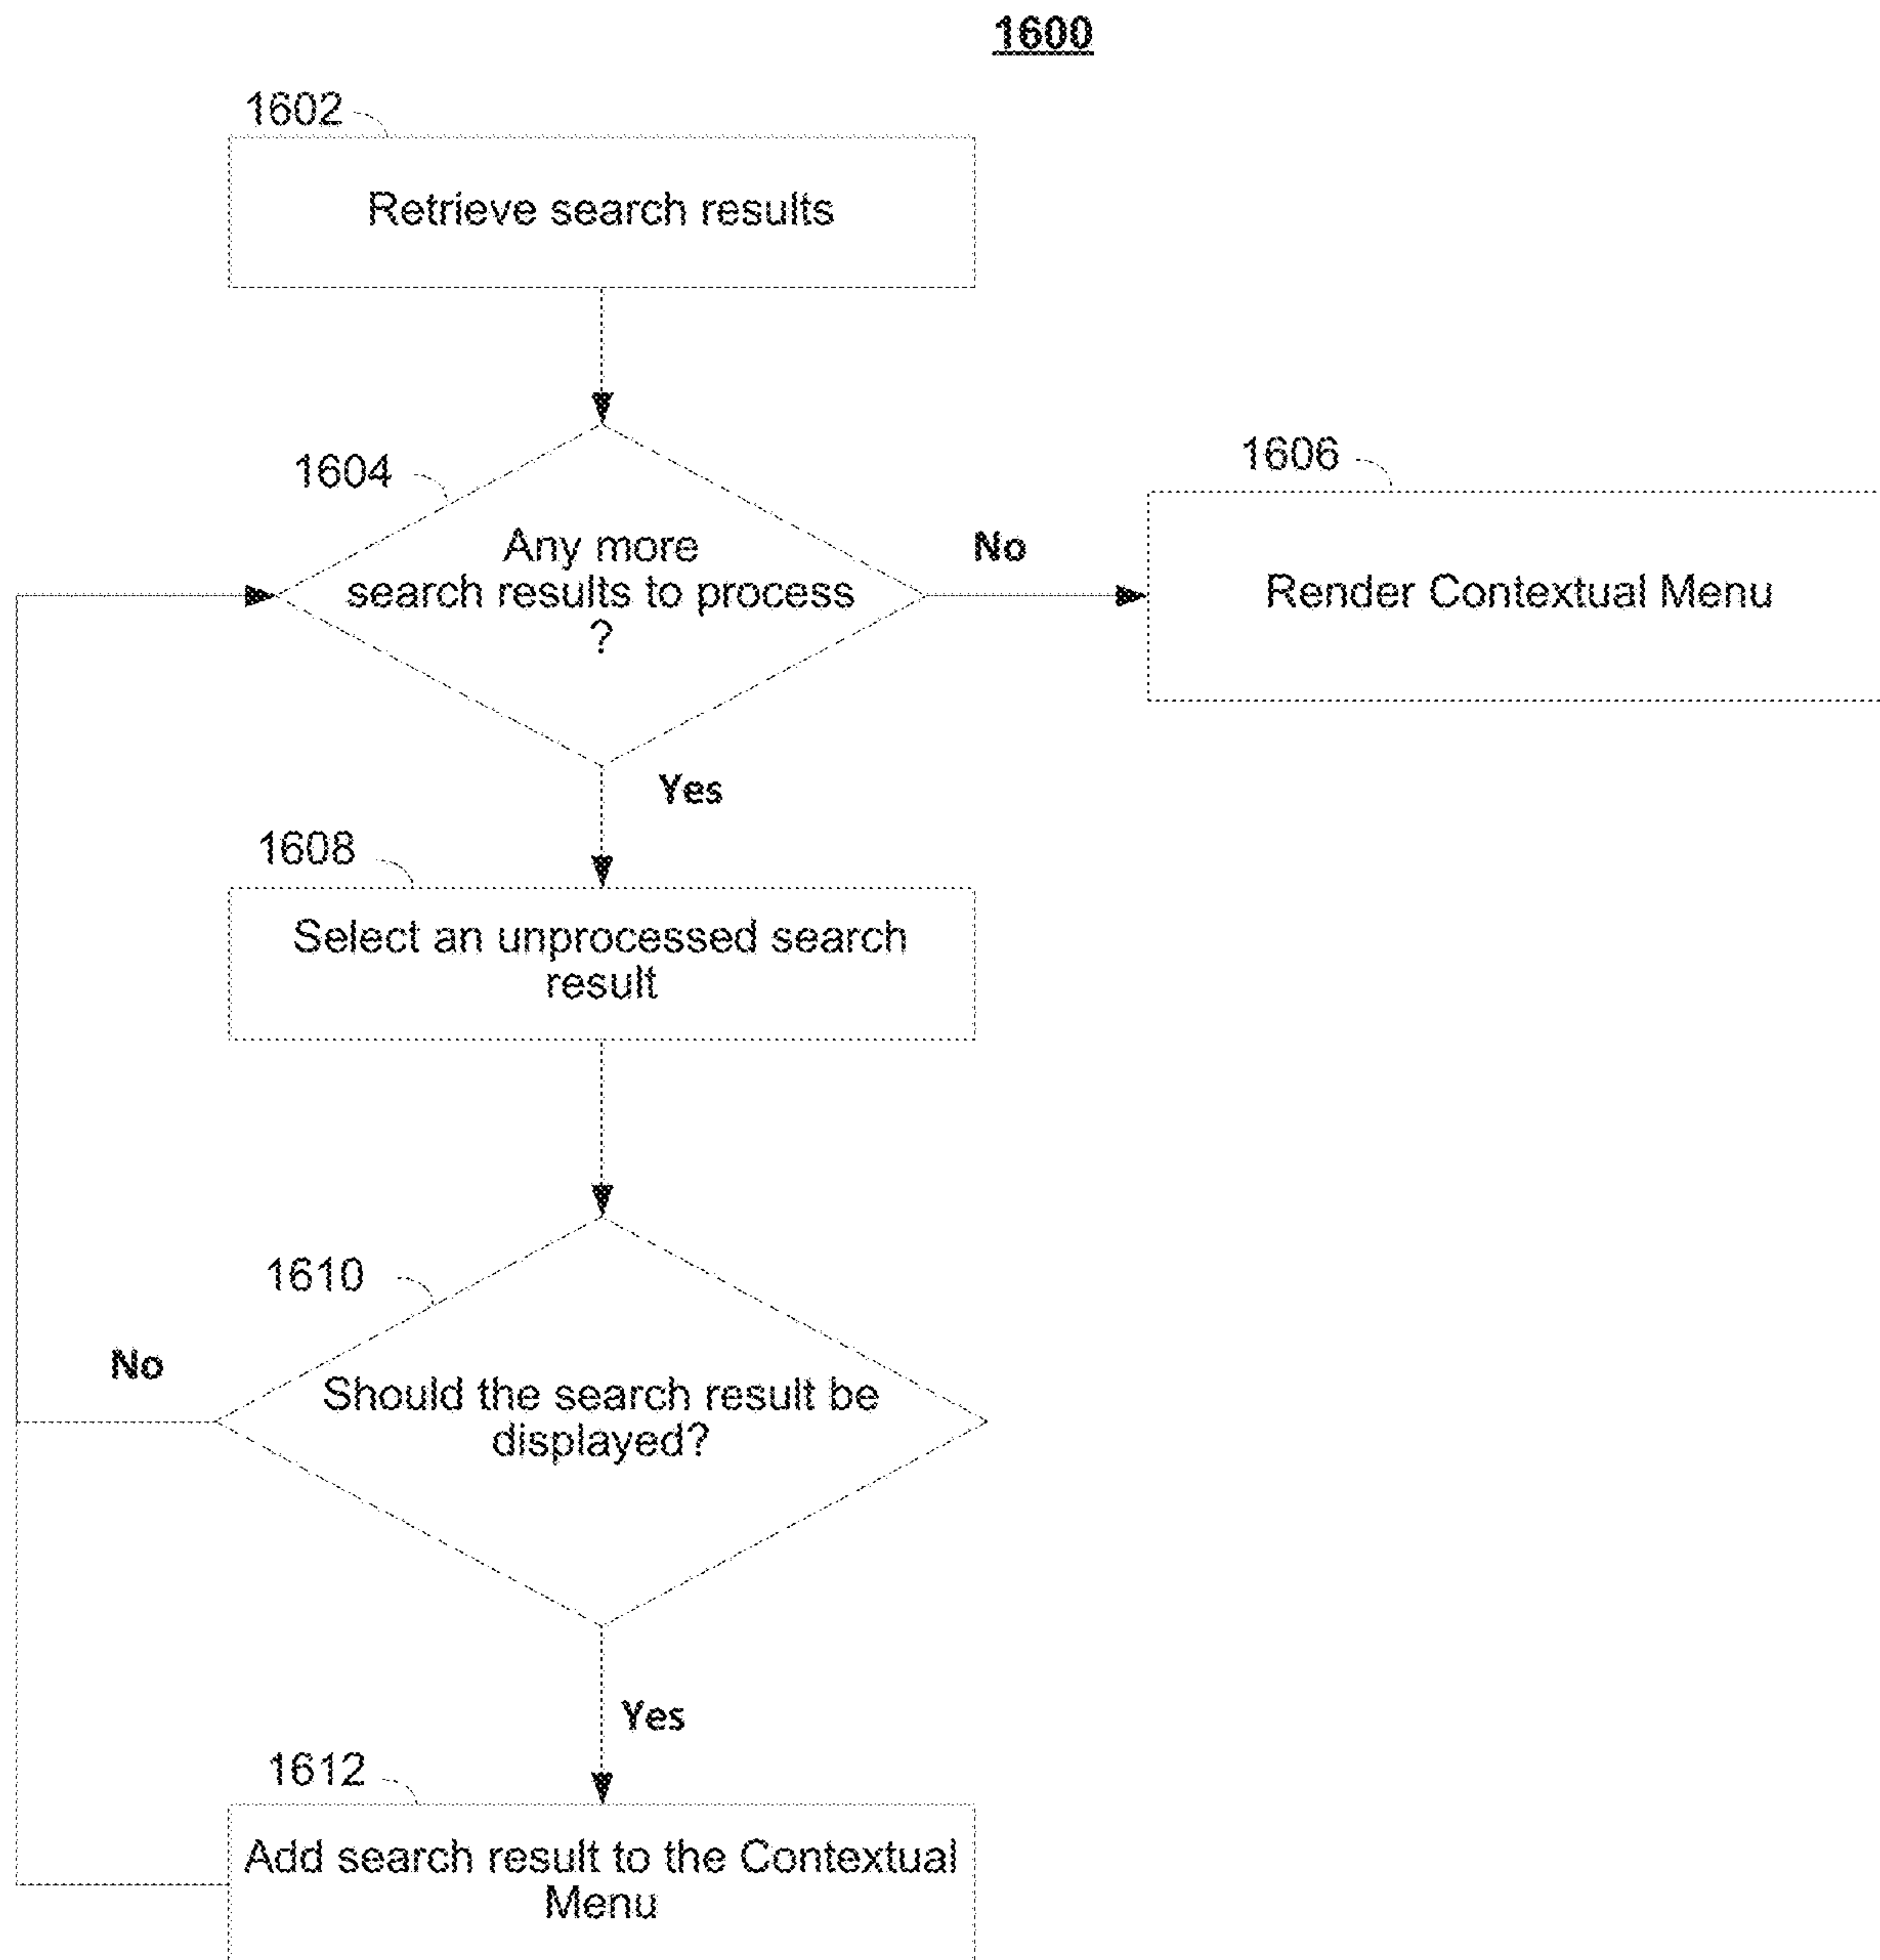 1600
1602
Retrieve search results
1604
Any more
search results to process
?
No
1606
Render Contextual Menu
Yes
1608
Select an unprocessed search
result
1610
No
Should the search result be
displayed?
Yes
1612
Add search result to the Contextual
Menu